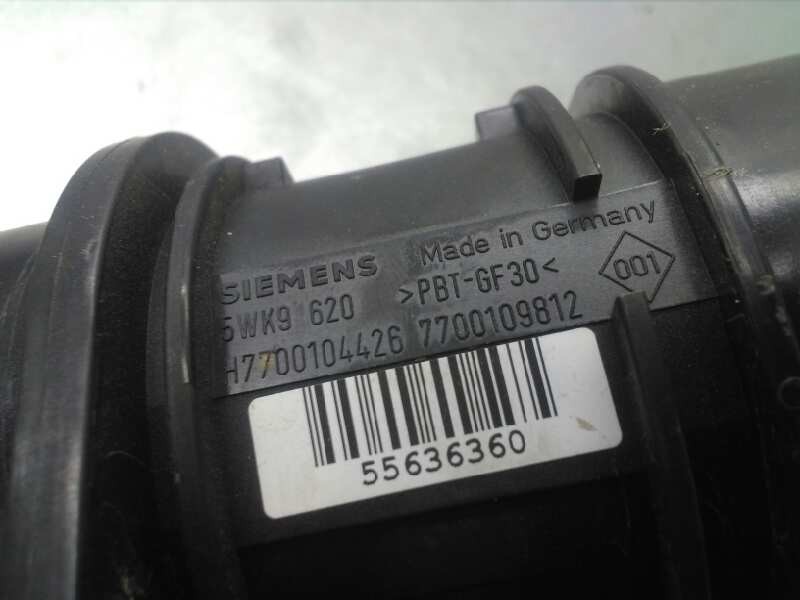 SIEMENS Made in Germany
5WK9 620 >PBT-GF30< 001
H7700104426 7700109812
55636360